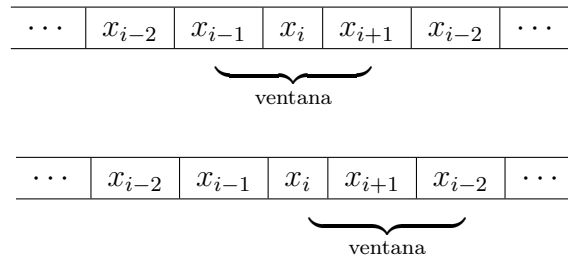 ⋯ x_{i−2} x_{i−1} x_i x_{i+1} x_{i−2} ⋯
ventana
⋯ x_{i−2} x_{i−1} x_i x_{i+1} x_{i−2} ⋯
ventana